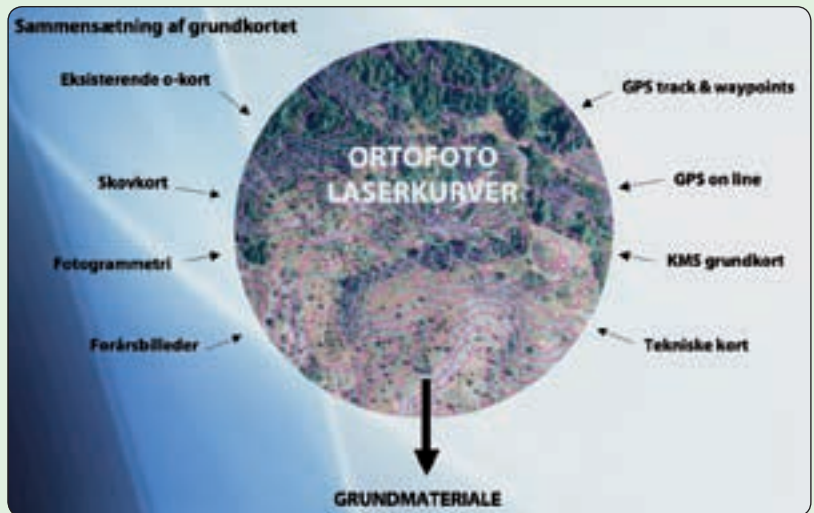 Sammensætning af grundkortet
Eksisterende o-kort
Skovkort
Fotogrammetri
Forårsbilleder
ORTOFOTO
LASERKURVER
GPS track & waypoints
GPS on line
KMS grundkort
Tekniske kort
GRUNDMATERIALE